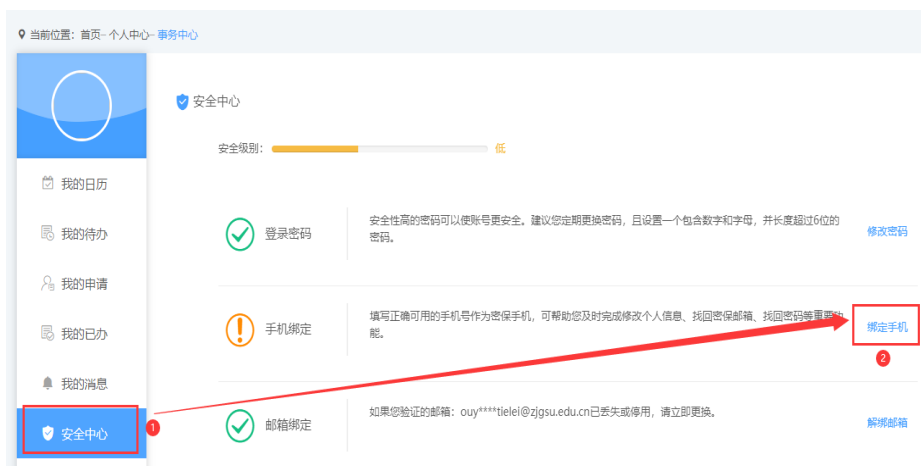 当前位置：首页-- 个人中心-- 事务中心
安全中心
安全级别：
低
我的日历
我的待办
我的申请
我的已办
我的消息
安全中心
1
登录密码
安全性高的密码可以使账号更安全。建议您定期更换密码，且设置一个包含数字和字母，并长度超过6位的
密码。
修改密码
手机绑定
填写正确可用的手机号作为密保手机，可帮助您及时完成修改个人信息、找回密保邮箱、找回密码等重要功
能。
绑定手机
2
邮箱绑定
如果您验证的邮箱：ouy****tielei@zjgsu.edu.cn已丢失或停用，请立即更换。
解绑邮箱